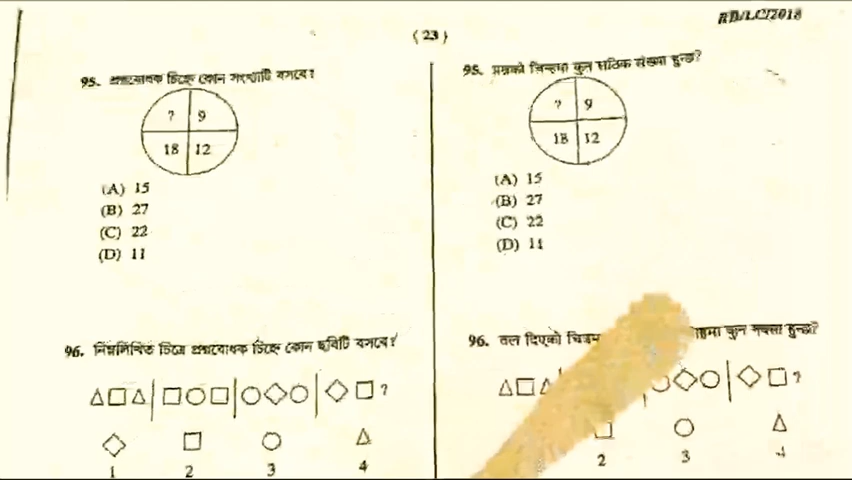 RB/LC/2018
( 23 )
95. প্রশ্নবোধক চিহ্নে কোন সংখ্যাটি বসবে?
? 9
18 12
(A) 15
(B) 27
(C) 22
(D) 11
96. নিম্নলিখিত চিত্রে প্রশ্নবোধক চিহ্নে কোন ছবিটি বসবে?
?
1 2 3 4
95. प्रश्नको चिन्हमा कुन सठिक संख्या हुन्छ?
? 9
18 12
(A) 15
(B) 27
(C) 22
(D) 11
96. तल दिएको कुन नक्सा हुन्छ?
?
2 3 4